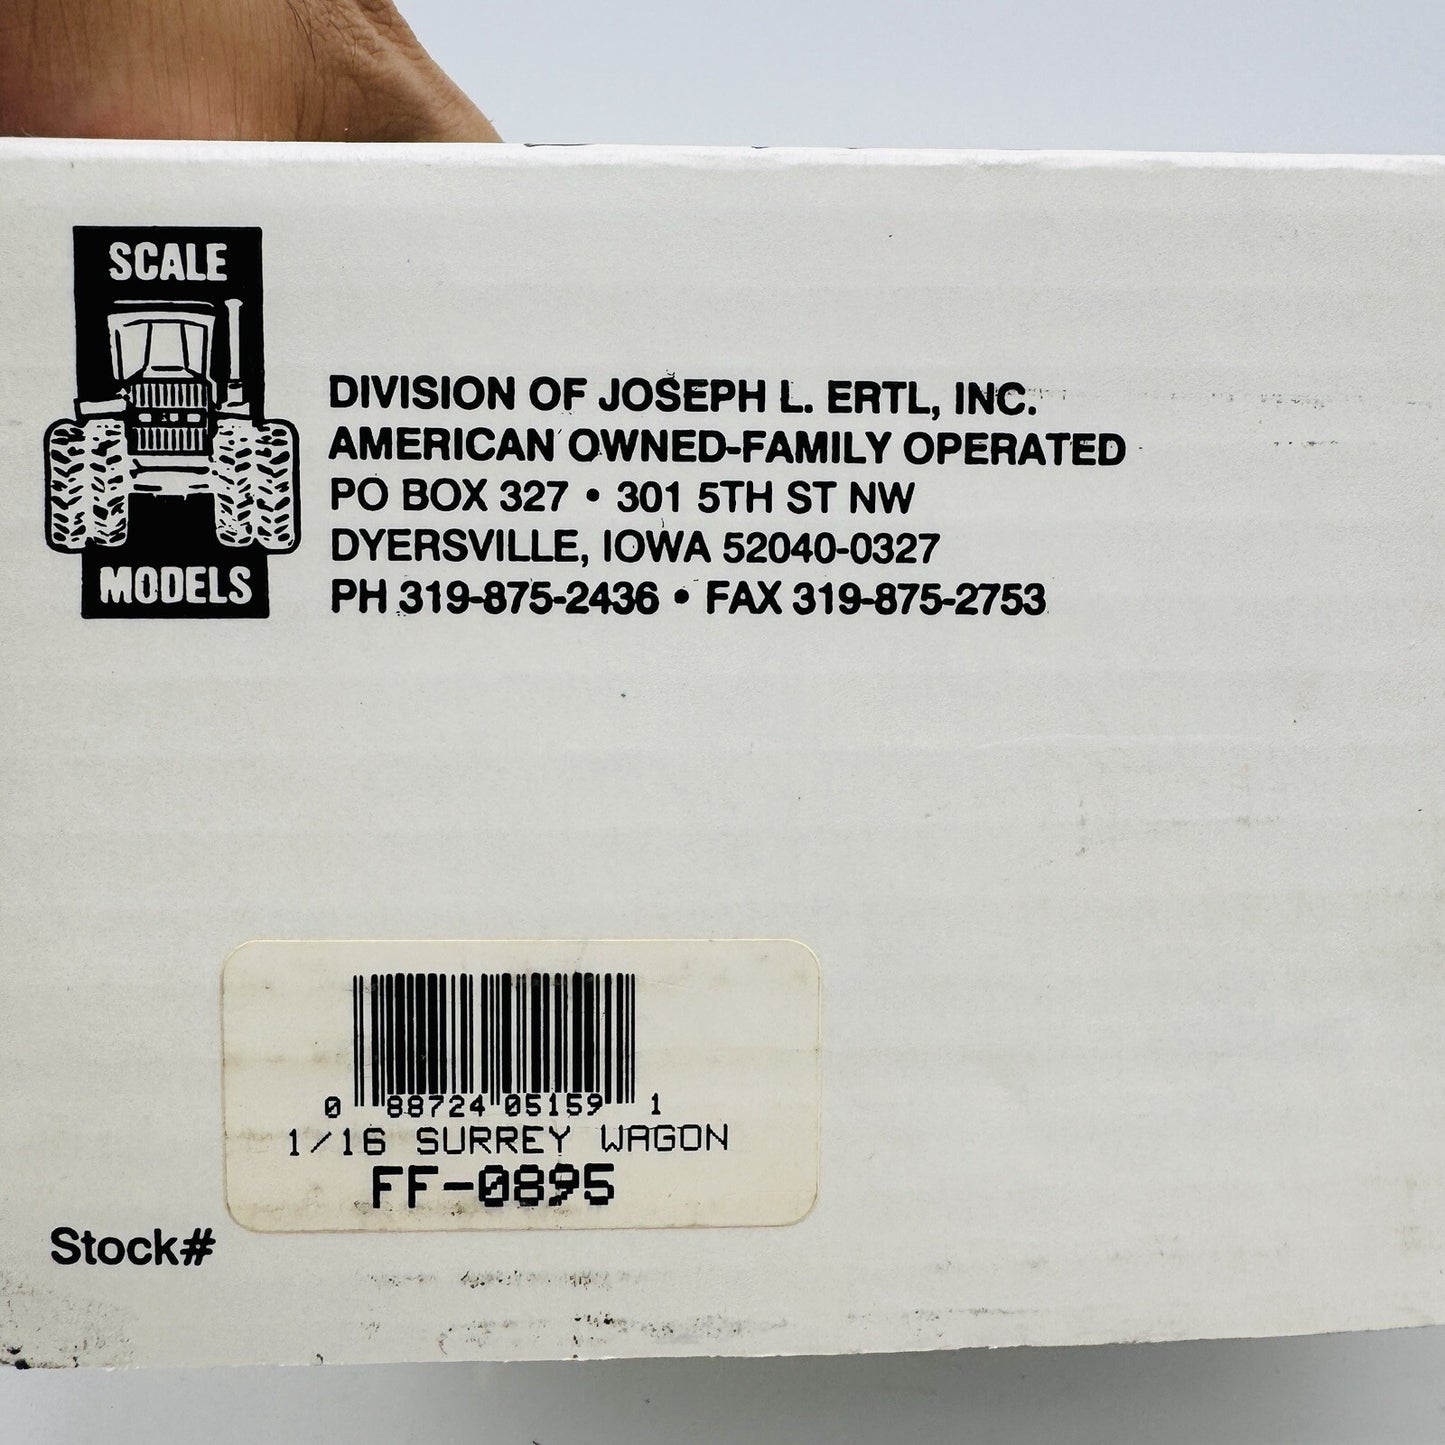 SCALE
MODELS
DIVISION OF JOSEPH L. ERTL, INC.
AMERICAN OWNED-FAMILY OPERATED
PO BOX 327 • 301 5TH ST NW
DYERSVILLE, IOWA 52040-0327
PH 319-875-2436 • FAX 319-875-2753
0 88724 05159 1
1/16 SURREY WAGON
FF-0895
Stock#